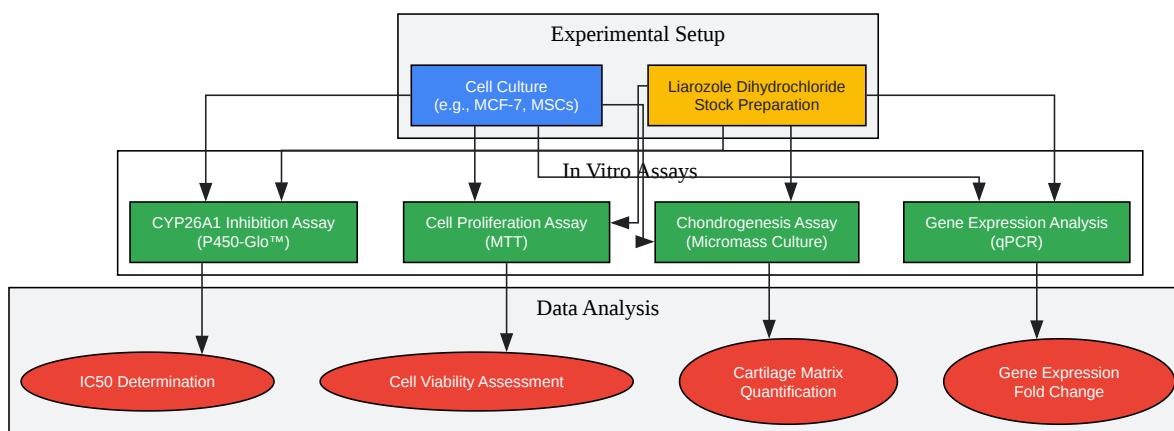 Experimental Setup
Cell Culture
(e.g., MCF-7, MSCs)
Liarozole Dihydrochloride
Stock Preparation
In Vitro Assays
CYP26A1 Inhibition Assay
(P450-Glo™)
Cell Proliferation Assay
(MTT)
Chondrogenesis Assay
(Micromass Culture)
Gene Expression Analysis
(qPCR)
Data Analysis
IC50 Determination
Cell Viability Assessment
Cartilage Matrix
Quantification
Gene Expression
Fold Change